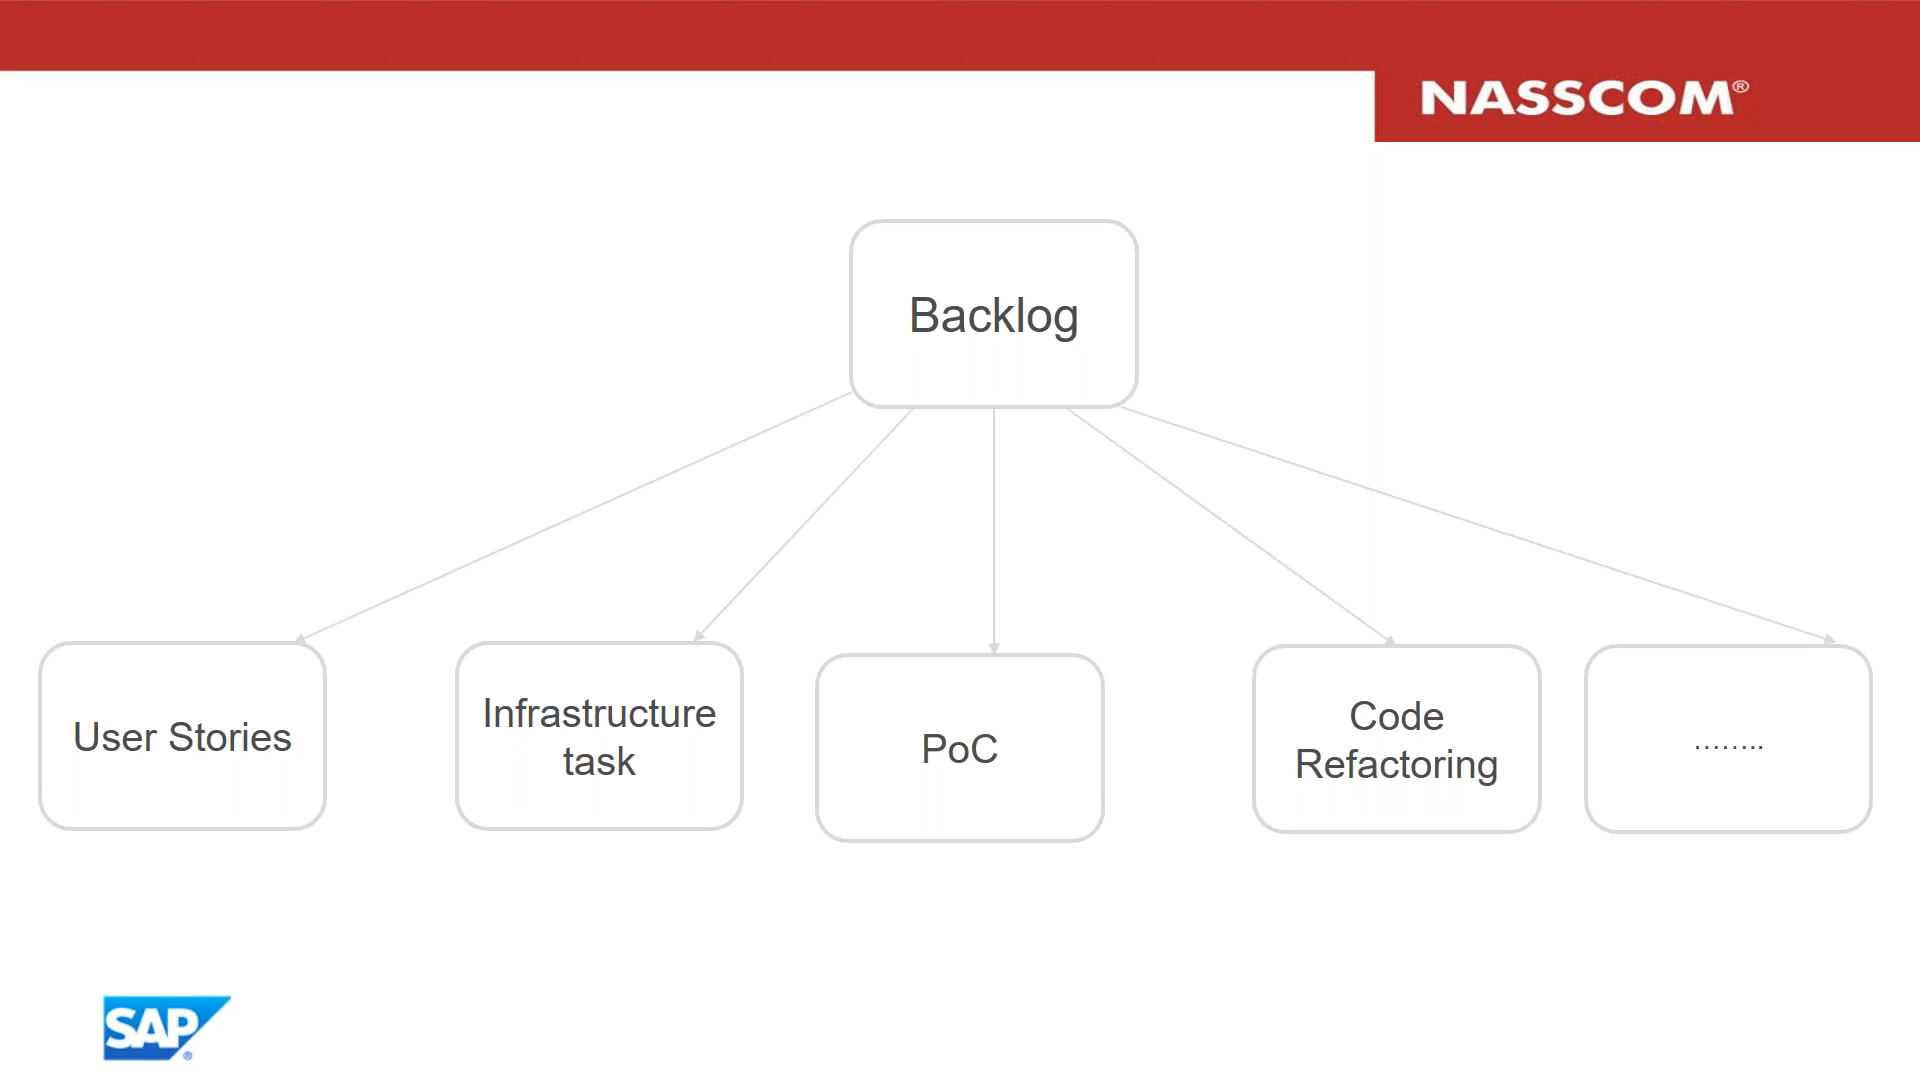 NASSCOM®
Backlog
User Stories
Infrastructure
task
PoC
Code
Refactoring
........
SAP®